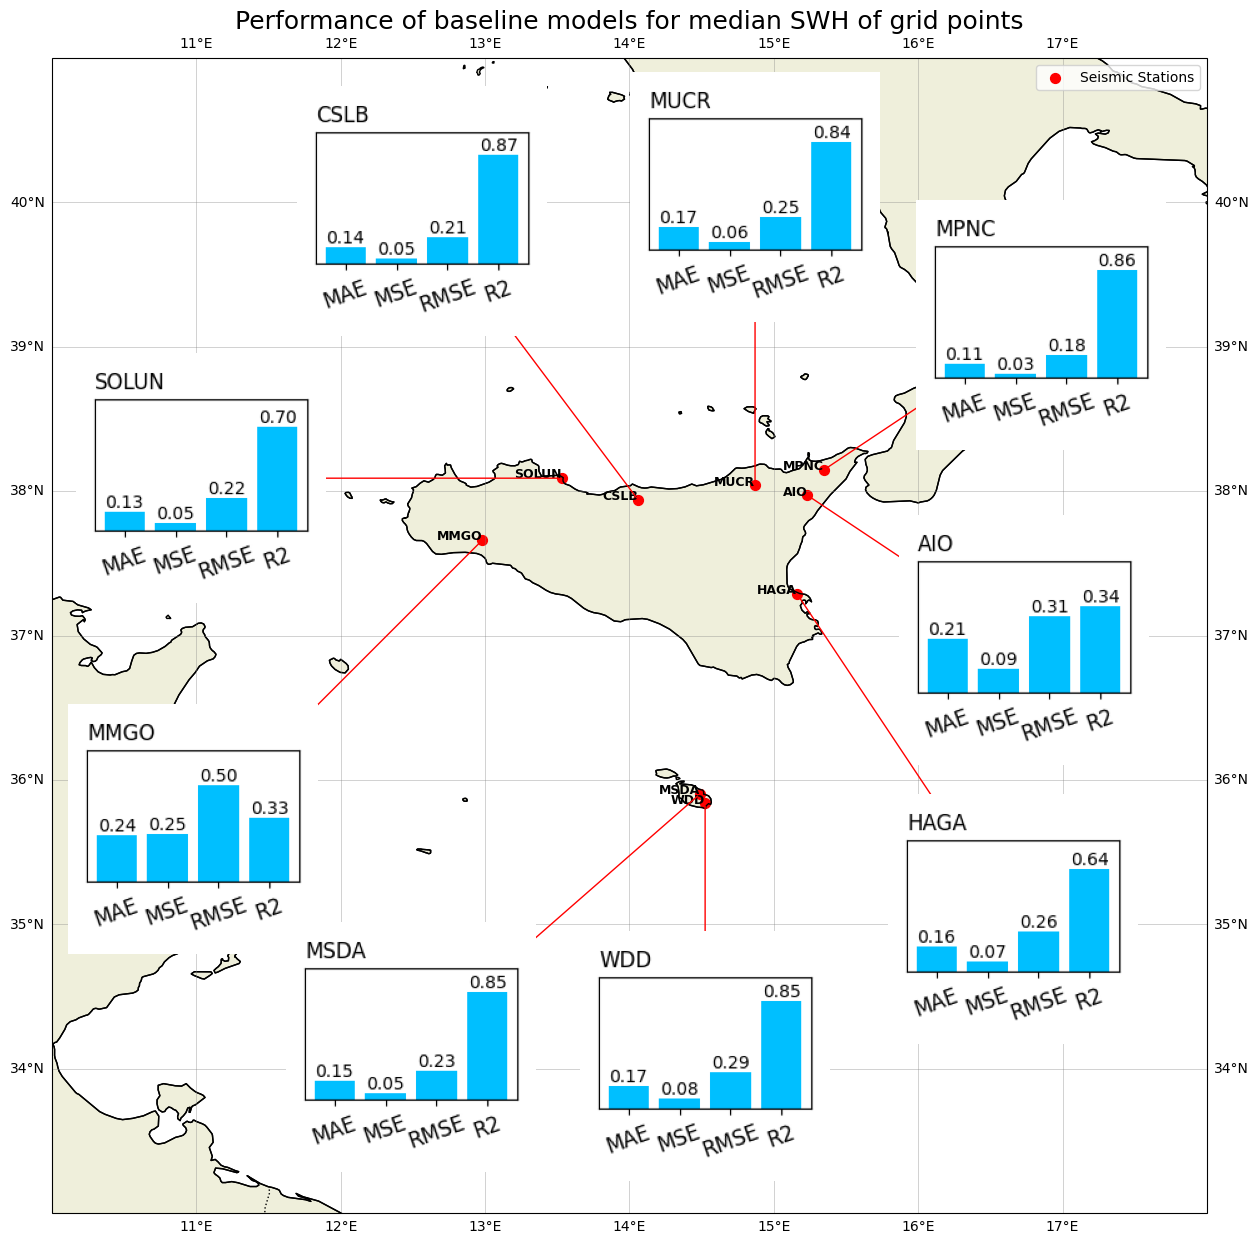 Performance of baseline models for median SWH of grid points
11°E 12°E 13°E 14°E 15°E 16°E 17°E
Seismic Stations
CSLB
0.14 0.05 0.21 0.87
MAE MSE RMSE R2
MUCR
0.17 0.06 0.25 0.84
MAE MSE RMSE R2
40°N 40°N
MPNC
0.11 0.03 0.18 0.86
MAE MSE RMSE R2
39°N 39°N
SOLUN
0.13 0.05 0.22 0.70
MAE MSE RMSE R2
MPNC
SOLUN
MUCR
38°N 38°N
AIO
CSLB
MMGO
AIO
0.21 0.09 0.31 0.34
MAE MSE RMSE R2
HAGA
37°N 37°N
MMGO
0.24 0.25 0.50 0.33
MAE MSE RMSE R2
36°N 36°N
MSDA
WDD
HAGA
0.16 0.07 0.26 0.64
MAE MSE RMSE R2
35°N 35°N
MSDA
0.15 0.05 0.23 0.85
MAE MSE RMSE R2
WDD
0.17 0.08 0.29 0.85
MAE MSE RMSE R2
34°N 34°N
11°E 12°E 13°E 14°E 15°E 16°E 17°E